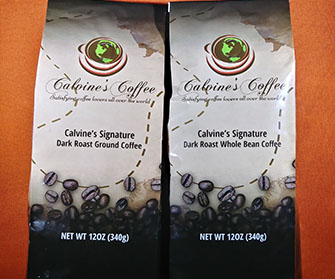 Calvine's Coffee
Satisfying coffee lovers all over the world
Calvine's Signature
Dark Roast Ground Coffee
NET WT 12OZ (340g)
Calvine's Coffee
Satisfying coffee lovers all over the world
Calvine's Signature
Dark Roast Whole Bean Coffee
NET WT 12OZ (340g)